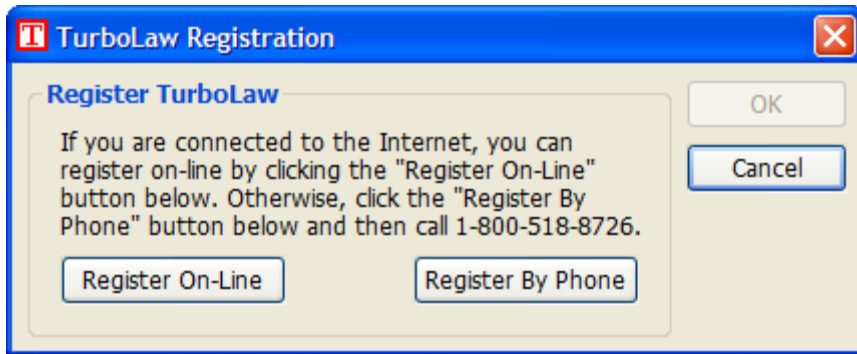 T TurboLaw Registration
Register TurboLaw
If you are connected to the Internet, you can
register on-line by clicking the "Register On-Line"
button below. Otherwise, click the "Register By
Phone" button below and then call 1-800-518-8726.
Register On-Line
Register By Phone
OK
Cancel